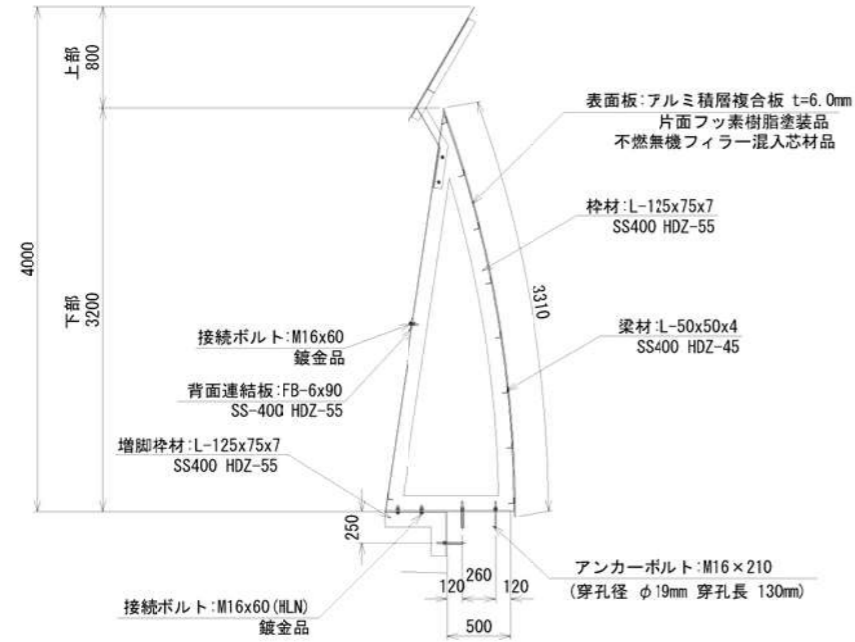 4000
上部
800
下部
3200
表面板:アルミ積層複合板 t=6.0mm
片面フッ素樹脂塗装品
不燃無機フィラー混入芯材品
枠材:L-125x75x7
SS400 HDZ-55
3310
梁材:L-50x50x4
SS400 HDZ-45
接続ボルト:M16x60
鍍金品
背面連結板:FB-6x90
SS-400 HDZ-55
増脚枠材:L-125x75x7
SS400 HDZ-55
250
120
260
120
500
アンカーボルト:M16×210
(穿孔径 φ19mm 穿孔長 130mm)
接続ボルト:M16x60(HLN)
鍍金品